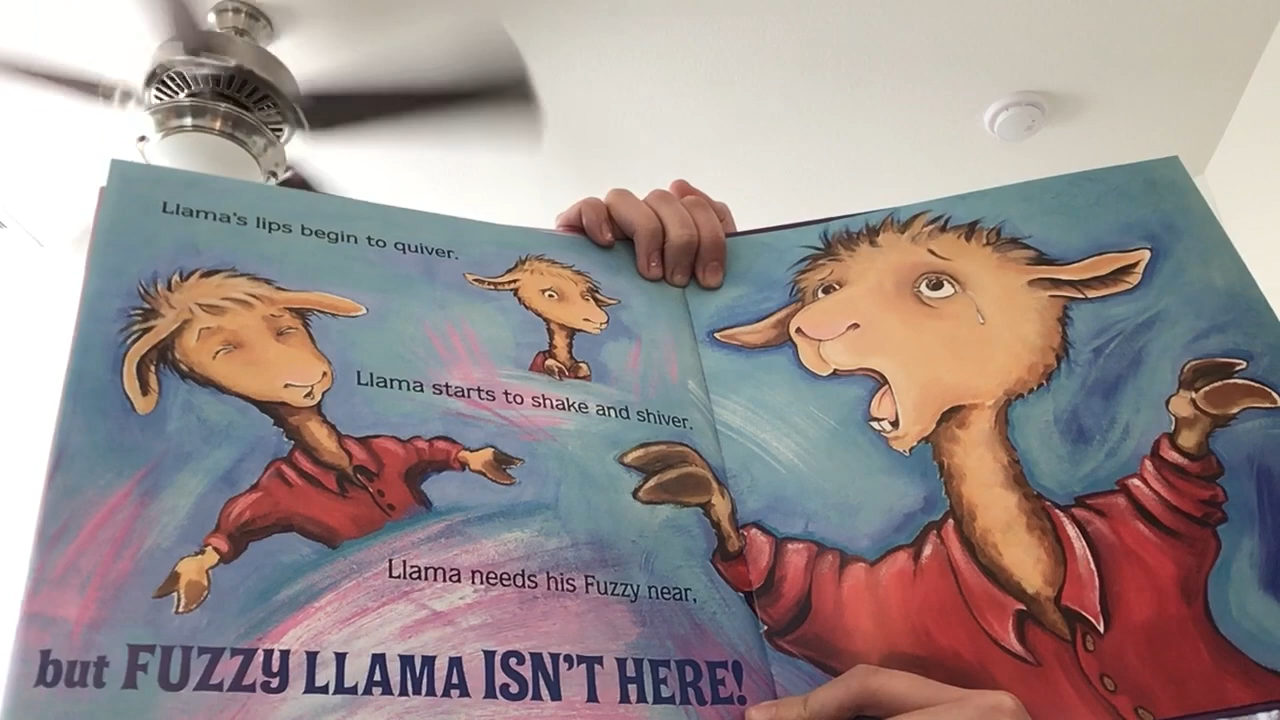 Llama's lips begin to quiver.
Llama starts to shake and shiver.
Llama needs his Fuzzy near,
but FUZZY LLAMA ISN'T HERE!